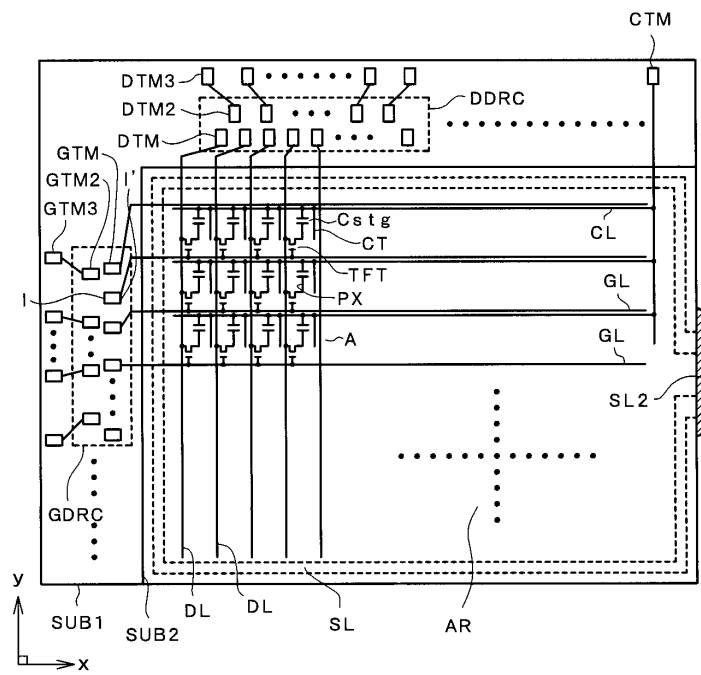 CTM
DTM3
DTM2
DDRC
DTM
GTM
GTM2
I'
GTM3
Cstg
CL
CT
TFT
I
PX
GL
A
GL
SL2
GDRC
y
SUB1
SUB2
DL
DL
SL
AR
x